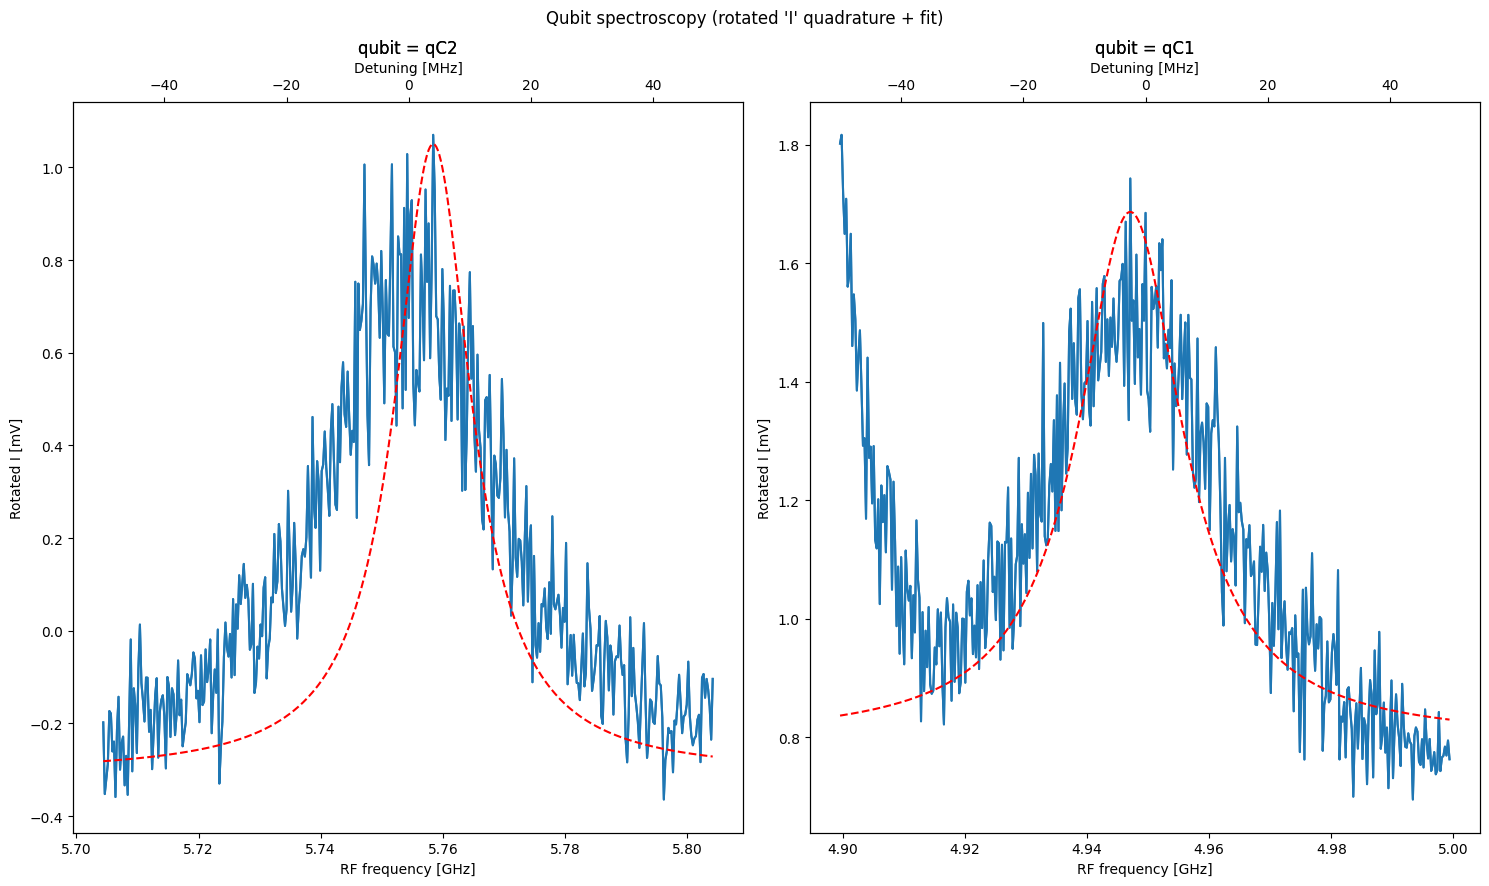 Qubit spectroscopy (rotated 'I' quadrature + fit)
qubit = qC2
Detuning [MHz]
−40 −20 0 20 40
1.0
0.8
0.6
0.4
0.2
0.0
−0.2
−0.4
Rotated I [mV]
5.70 5.72 5.74 5.76 5.78 5.80
RF frequency [GHz]
qubit = qC1
Detuning [MHz]
−40 −20 0 20 40
1.8
1.6
1.4
1.2
1.0
0.8
Rotated I [mV]
4.90 4.92 4.94 4.96 4.98 5.00
RF frequency [GHz]